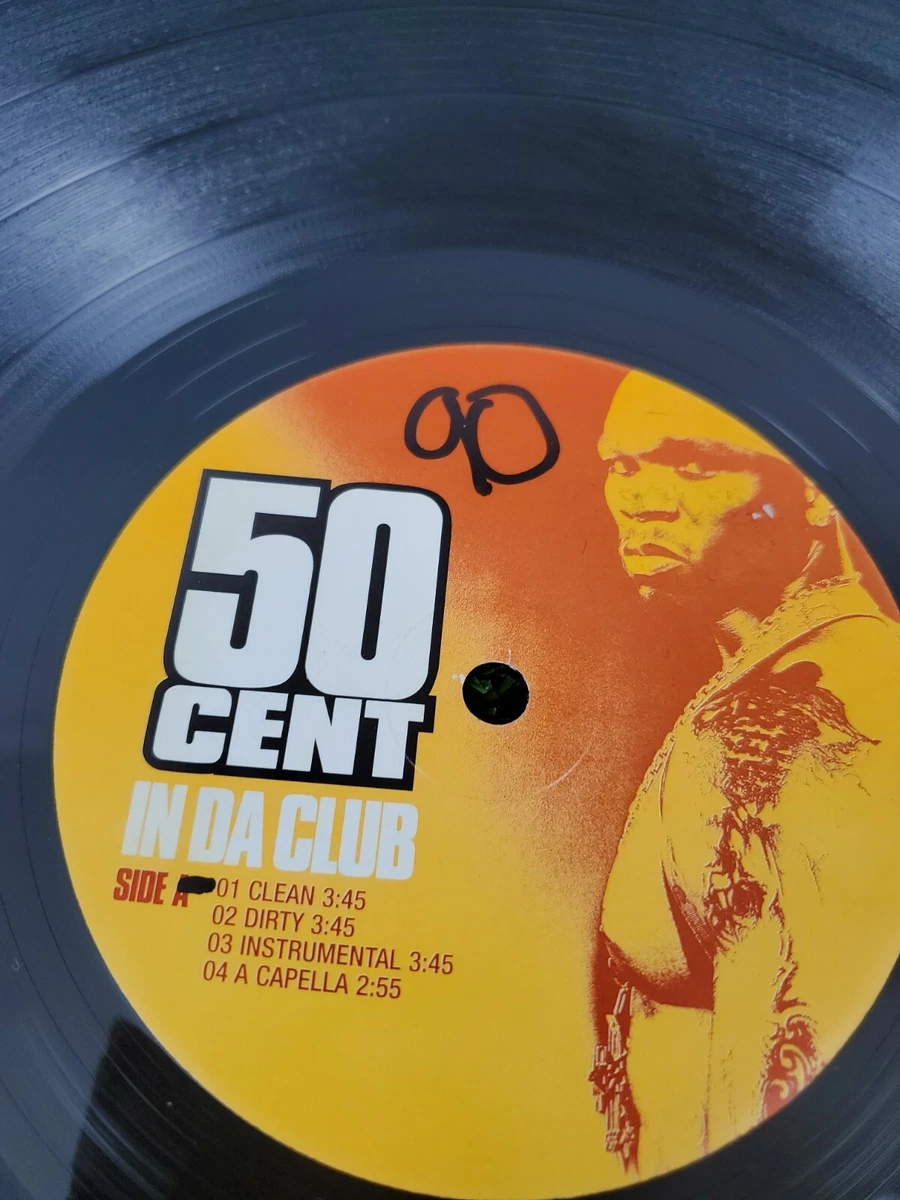 50
CENT
IN DA CLUB
SIDE A 01 CLEAN 3:45
02 DIRTY 3:45
03 INSTRUMENTAL 3:45
04 A CAPELLA 2:55